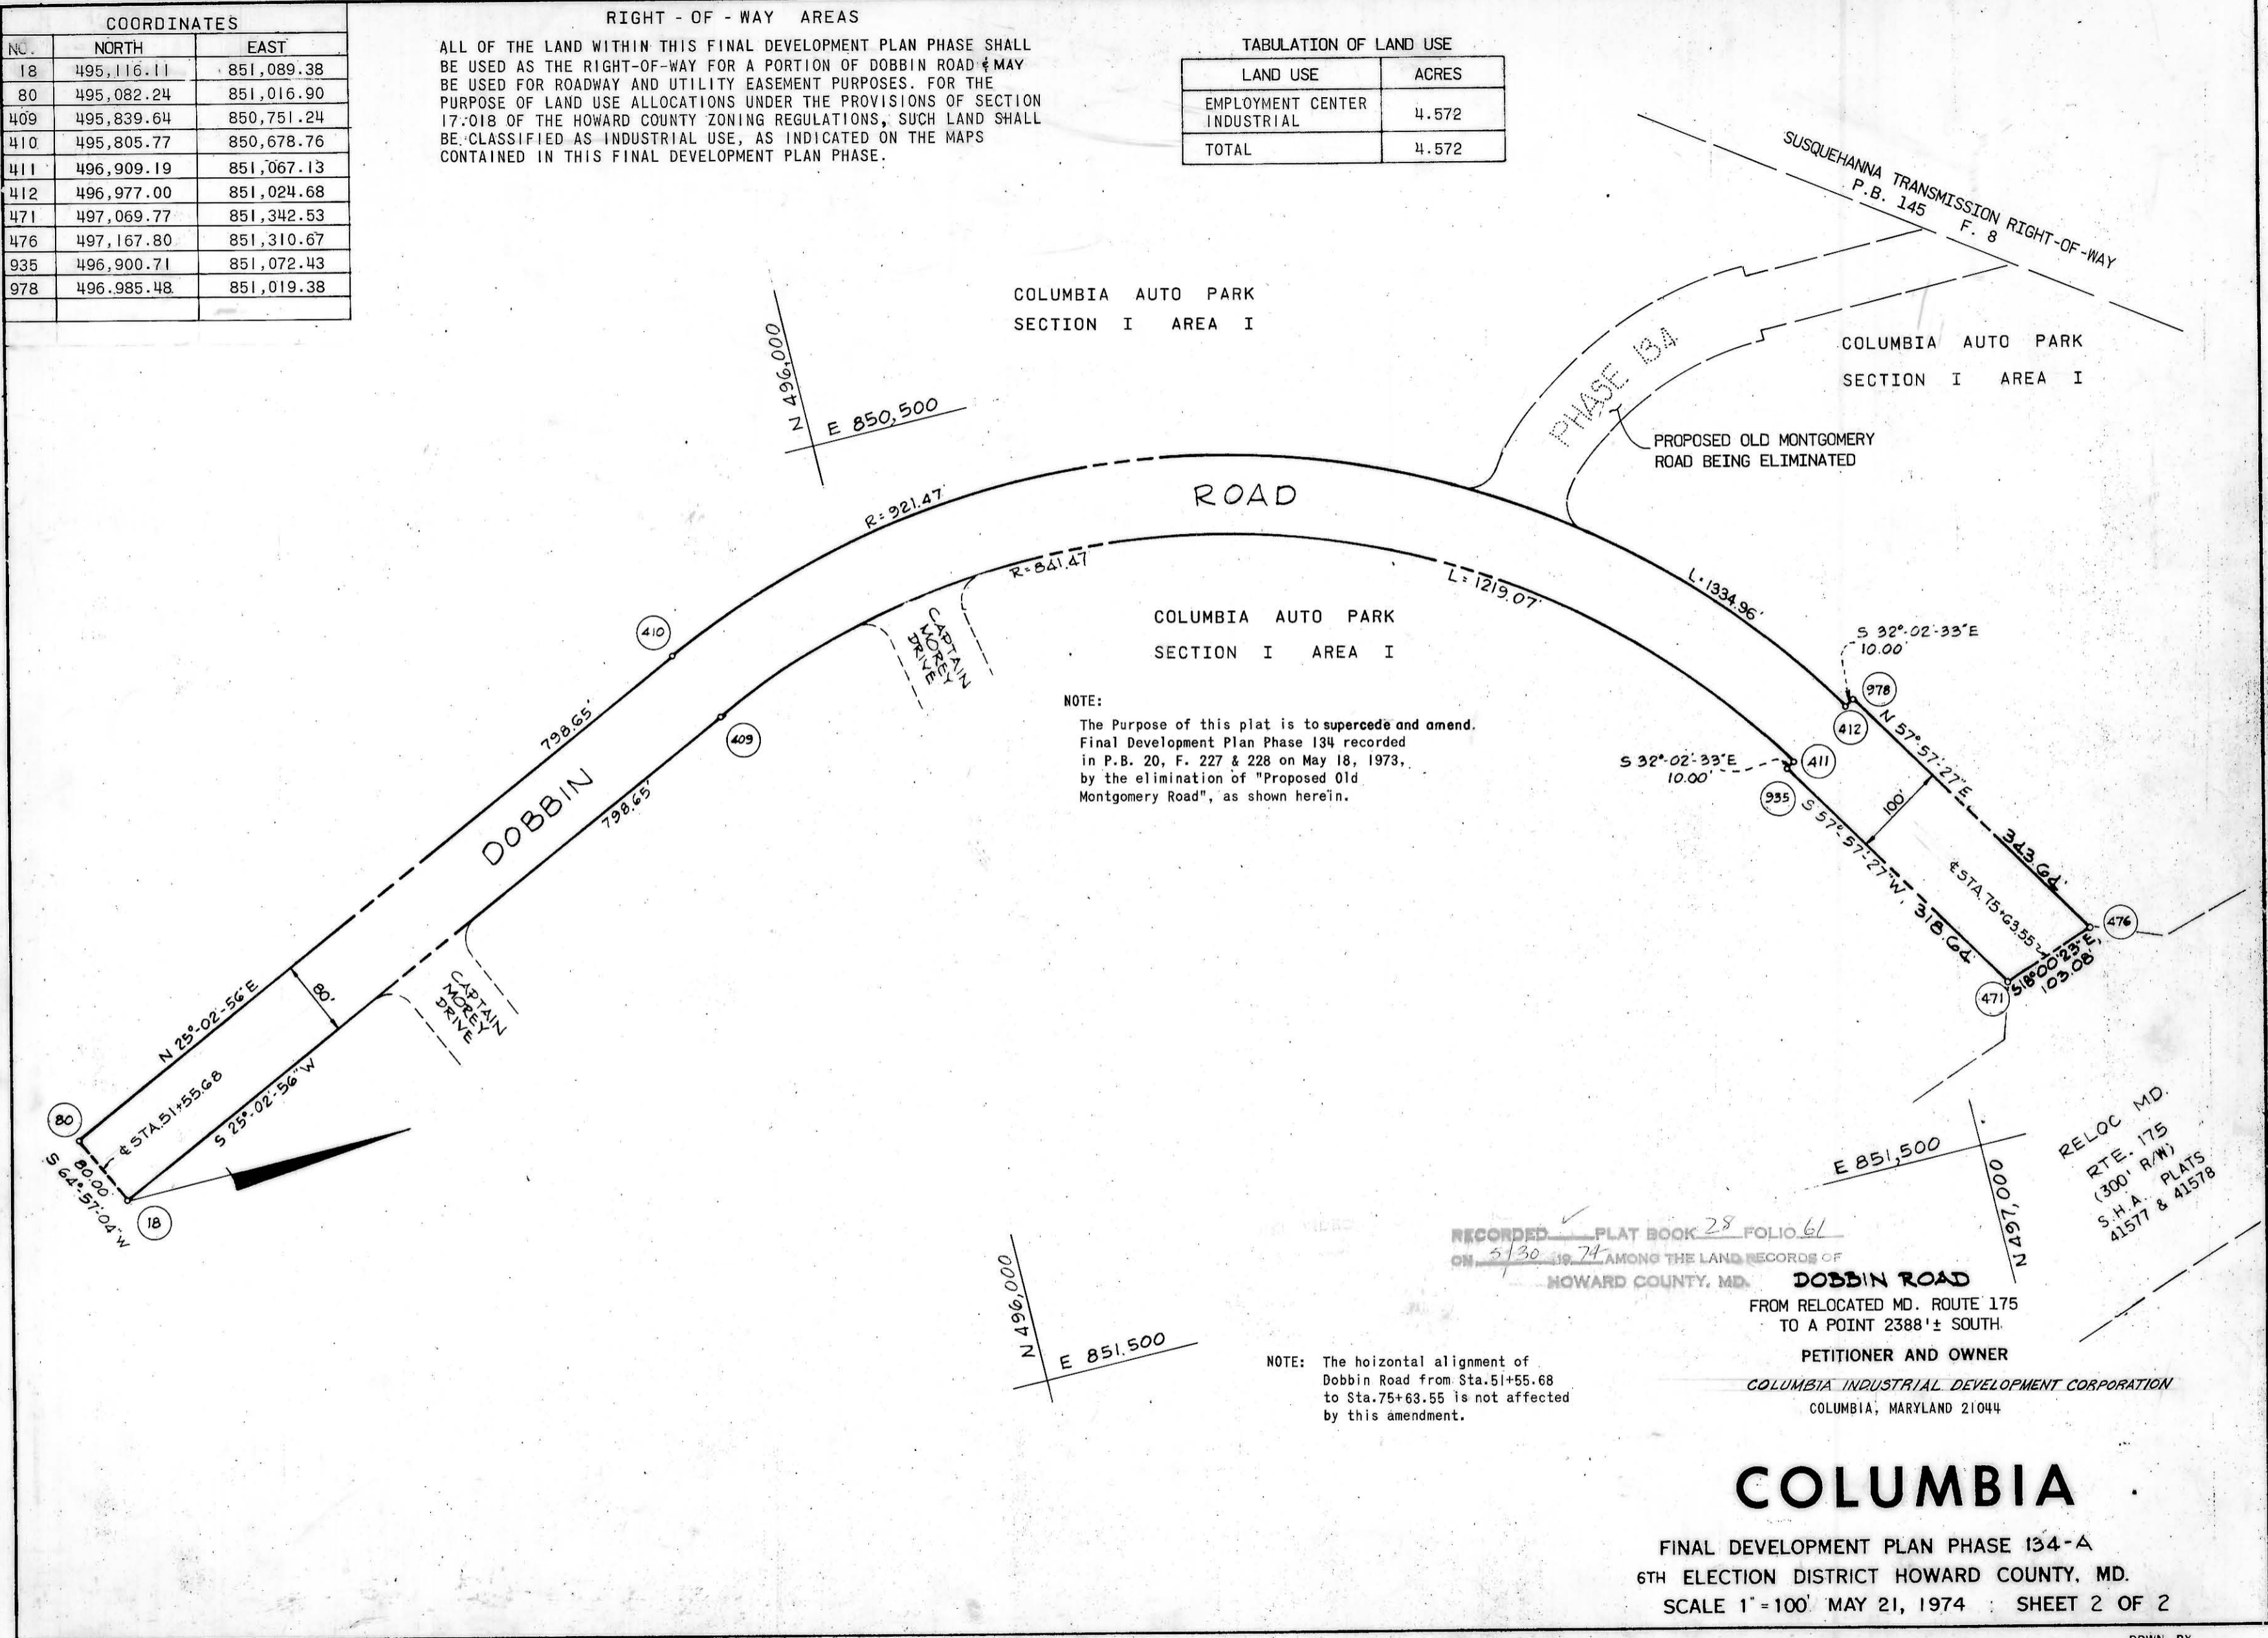 COORDINATES
NO. NORTH EAST
18 495,116.11 851,089.38
80 495,082.24 851,016.90
409 495,839.64 850,751.24
410 495,805.77 850,678.76
411 496,909.19 851,067.13
412 496,977.00 851,024.68
471 497,069.77 851,342.53
476 497,167.80 851,310.67
935 496,900.71 851,072.43
978 496.985.48 851,019.38
RIGHT - OF - WAY AREAS
ALL OF THE LAND WITHIN THIS FINAL DEVELOPMENT PLAN PHASE SHALL
BE USED AS THE RIGHT-OF-WAY FOR A PORTION OF DOBBIN ROAD & MAY
BE USED FOR ROADWAY AND UTILITY EASEMENT PURPOSES. FOR THE
PURPOSE OF LAND USE ALLOCATIONS UNDER THE PROVISIONS OF SECTION
17.018 OF THE HOWARD COUNTY ZONING REGULATIONS, SUCH LAND SHALL
BE CLASSIFIED AS INDUSTRIAL USE, AS INDICATED ON THE MAPS
CONTAINED IN THIS FINAL DEVELOPMENT PLAN PHASE.
TABULATION OF LAND USE
LAND USE ACRES
EMPLOYMENT CENTER
INDUSTRIAL 4.572
TOTAL 4.572
SUSQUEHANNA TRANSMISSION RIGHT-OF-WAY
P.B. 145 F. 8
COLUMBIA AUTO PARK
SECTION I AREA I
COLUMBIA AUTO PARK
SECTION I AREA I
N 496,000
E 850,500
PHASE 134
PROPOSED OLD MONTGOMERY
ROAD BEING ELIMINATED
R=921.47'
ROAD
R=841.47
L=1219.07'
L=1334.96'
COLUMBIA AUTO PARK
SECTION I AREA I
CAPTAIN
MOREY
DRIVE
410
409
798.65'
798.65'
DOBBIN
NOTE:
The Purpose of this plat is to supercede and amend.
Final Development Plan Phase 134 recorded
in P.B. 20, F. 227 & 228 on May 18, 1973,
by the elimination of "Proposed Old
Montgomery Road", as shown herein.
S 32°-02'-33"E
10.00'
978
412
N 57°-57'-27"E
343.64'
S 32°-02'-33"E
10.00'
411
935
S 57°-57'-27"W
318.64'
100'
℄ STA. 75+63.55
476
471
S18°00'23"E,
103.08'
N 25°-02'-56"E
80'
CAPTAIN
MOREY
DRIVE
80
℄ STA. 51+55.68
S 25°-02'-56"W
80.00'
S 64°-57'-04"W
18
E 851,500
N 497,000
RELOC MD.
RTE. 175
(300' R/W)
S.H.A. PLATS
41577 & 41578
N 496,000
E 851.500
RECORDED PLAT BOOK 28 FOLIO 61
ON 5/30 1974 AMONG THE LAND RECORDS OF
HOWARD COUNTY, MD.
DOBBIN ROAD
FROM RELOCATED MD. ROUTE 175
TO A POINT 2388'± SOUTH
PETITIONER AND OWNER
COLUMBIA INDUSTRIAL DEVELOPMENT CORPORATION
COLUMBIA, MARYLAND 21044
NOTE: The hoizontal alignment of
Dobbin Road from Sta.51+55.68
to Sta.75+63.55 is not affected
by this amendment.
COLUMBIA
FINAL DEVELOPMENT PLAN PHASE 134-A
6TH ELECTION DISTRICT HOWARD COUNTY, MD.
SCALE 1"=100' MAY 21, 1974 SHEET 2 OF 2